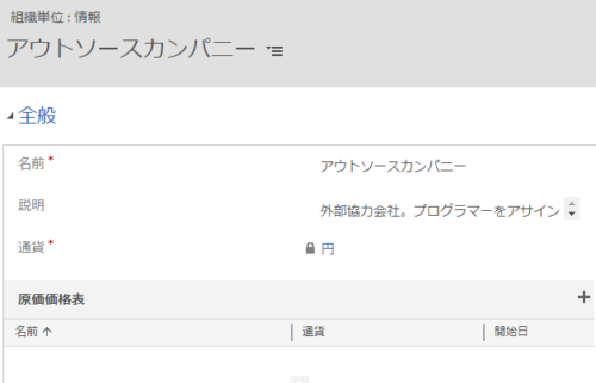 組織単位 : 情報
アウトソースカンパニー
全般
名前 *
アウトソースカンパニー
説明
外部協力会社。プログラマーをアサイン
通貨 *
円
原価価格表
名前 通貨 開始日